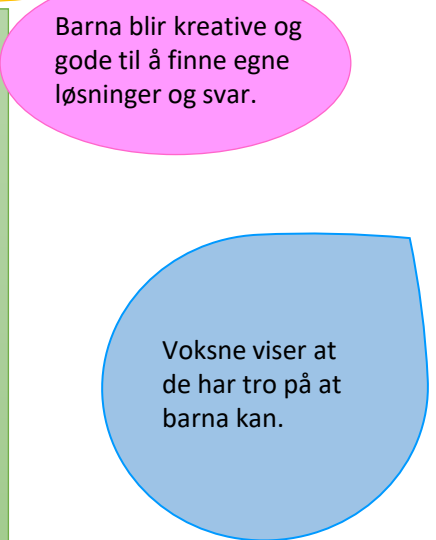 Barna blir kreative og
gode til å finne egne
løsninger og svar.
Voksne viser at
de har tro på at
barna kan.